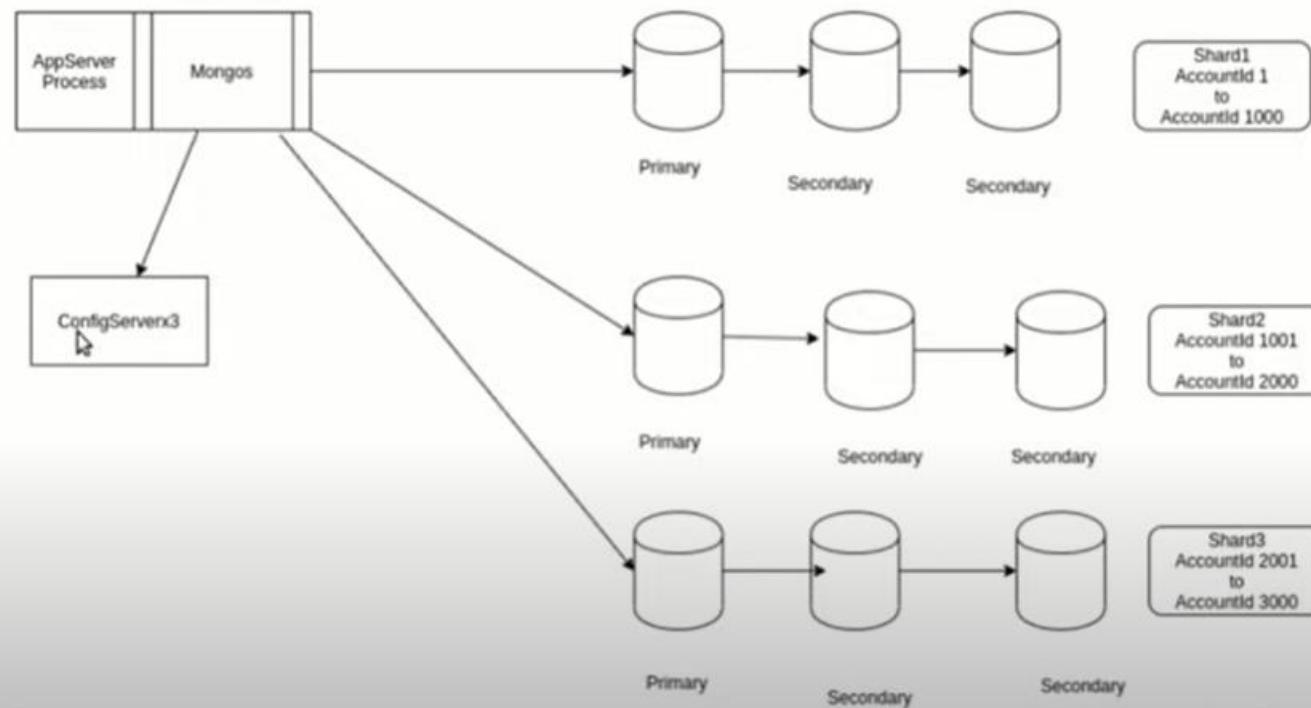 AppServer
Process
Mongos
Shard1
AccountId 1
to
AccountId 1000
Primary
Secondary
Secondary
ConfigServerx3
Shard2
AccountId 1001
to
AccountId 2000
Primary
Secondary
Secondary
Shard3
AccountId 2001
to
AccountId 3000
Primary
Secondary
Secondary